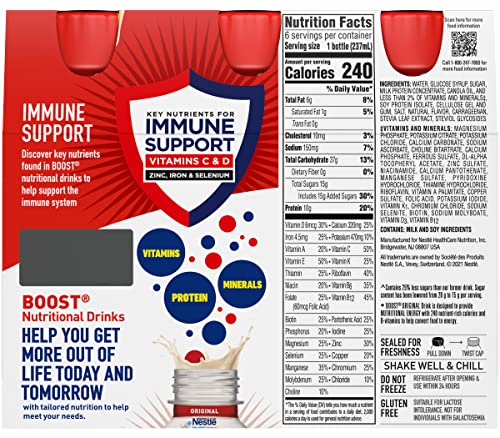 IMMUNE
SUPPORT
Discover key nutrients
found in BOOST®
nutritional drinks to
help support the
immune system
KEY NUTRIENTS FOR
IMMUNE
SUPPORT
VITAMINS C & D
ZINC, IRON & SELENIUM
VITAMINS
MINERALS
PROTEIN
BOOST®
Nutritional Drinks
HELP YOU GET
MORE OUT OF
LIFE TODAY AND
TOMORROW
with tailored nutrition to help
meet your needs.
ORIGINAL
Nestlé
Nutrition Facts
6 servings per container
Serving size 1 bottle (237mL)
Amount per serving
Calories 240
% Daily Value*
Total Fat 6g 8%
Saturated Fat 1g 5%
Trans Fat 0g
Cholesterol 10mg 3%
Sodium 150mg 7%
Total Carbohydrate 37g 13%
Dietary Fiber 0g 0%
Total Sugars 15g
Includes 15g Added Sugars 30%
Protein 10g 20%
Vitamin D 6mcg 30% • Calcium 220mg 25%
Iron 4.5mg 25% • Potassium 470mg 10%
Vitamin A 20% • Vitamin C 50%
Vitamin E 50% • Vitamin K 25%
Thiamin 25% • Riboflavin 40%
Niacin 20% • Vitamin B6 35%
Folate 45% • Vitamin B12 45%
(60mcg Folic Acid)
Biotin 25% • Pantothenic Acid 25%
Phosphorus 25% • Iodine 25%
Magnesium 25% • Zinc 30%
Selenium 25% • Copper 20%
Manganese 35% • Chromium 25%
Molybdenum 25% • Chloride 10%
Choline 10%
*The % Daily Value (DV) tells you how much a nutrient
in a serving of food contributes to a daily diet. 2,000
calories a day is used for general nutrition advice.
Scan here for
more food
information
Call 1-800-247-7893 for
more food information
INGREDIENTS: WATER, GLUCOSE SYRUP, SUGAR,
MILK PROTEIN CONCENTRATE, CANOLA OIL, AND
LESS THAN 2% OF VITAMINS AND MINERALS‡,
SOY PROTEIN ISOLATE, CELLULOSE GEL AND
GUM, SALT, NATURAL FLAVOR, CARRAGEENAN,
STEVIA LEAF EXTRACT, STEVIOL GLYCOSIDES
‡VITAMINS AND MINERALS: MAGNESIUM
PHOSPHATE, POTASSIUM CITRATE, POTASSIUM
CHLORIDE, CALCIUM CARBONATE, SODIUM
ASCORBATE, CHOLINE BITARTRATE, CALCIUM
PHOSPHATE, FERROUS SULFATE, DL-ALPHA
TOCOPHERYL ACETATE, ZINC SULFATE,
NIACINAMIDE, CALCIUM PANTOTHENATE,
MANGANESE SULFATE, PYRIDOXINE
HYDROCHLORIDE, THIAMINE HYDROCHLORIDE,
RIBOFLAVIN, VITAMIN A PALMITATE, COPPER
SULFATE, FOLIC ACID, POTASSIUM IODIDE,
VITAMIN K1, CHROMIUM CHLORIDE, SODIUM
SELENITE, BIOTIN, SODIUM MOLYBDATE,
VITAMIN D3, VITAMIN B12
CONTAINS: MILK AND SOY INGREDIENTS
Manufactured for Nestlé HealthCare Nutrition, Inc.
Bridgewater, NJ 08807 USA
All trademarks are owned by Société des Produits
Nestlé S.A., Vevey, Switzerland. © 2021 Nestlé.
^Contains 25% less sugars than our former drink. Sugar
content has been lowered from 20 g to 15 g per serving.
• BOOST® ORIGINAL Drink is designed to provide
NUTRITIONAL ENERGY with 240 nutrient-rich calories and
B-vitamins to help convert food to energy.
SEALED FOR
FRESHNESS
PULL DOWN
TWIST CAP
SHAKE WELL & CHILL
DO NOT
FREEZE
REFRIGERATE AFTER OPENING &
USE WITHIN 24 HOURS
GLUTEN
FREE
SUITABLE FOR LACTOSE
INTOLERANCE. NOT FOR
INDIVIDUALS WITH GALACTOSEMIA